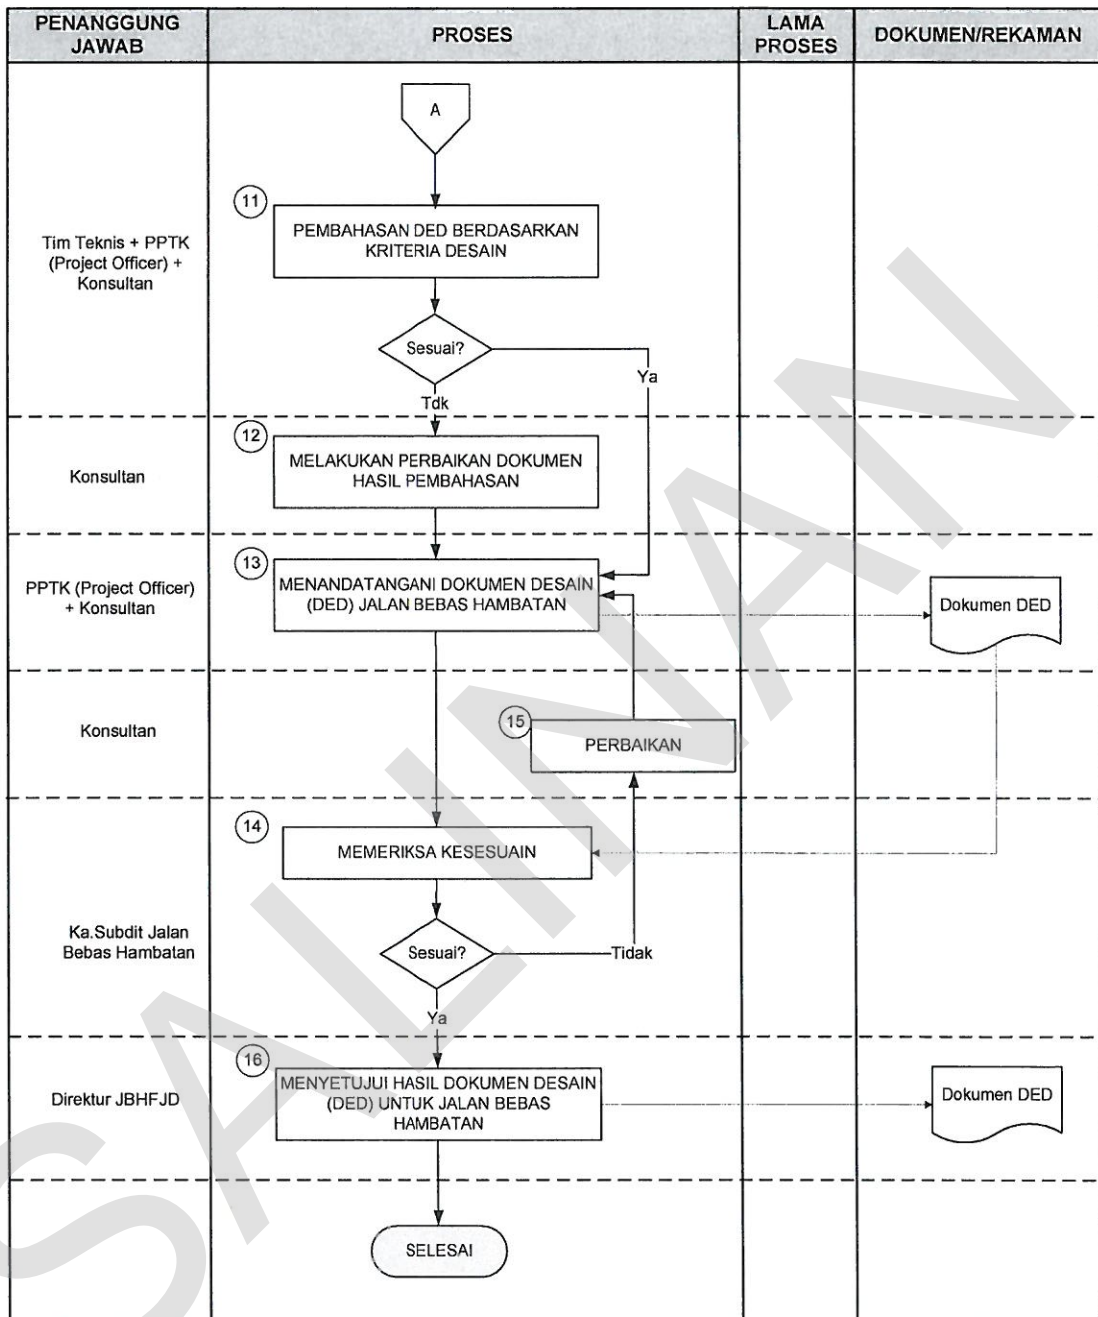 PENANGGUNG
JAWAB
PROSES
LAMA
PROSES
DOKUMEN/REKAMAN
A
11
Tim Teknis + PPTK
(Project Officer) +
Konsultan
PEMBAHASAN DED BERDASARKAN
KRITERIA DESAIN
Sesuai?
Ya
Tdk
12
Konsultan
MELAKUKAN PERBAIKAN DOKUMEN
HASIL PEMBAHASAN
13
PPTK (Project Officer)
+ Konsultan
MENANDATANGANI DOKUMEN DESAIN
(DED) JALAN BEBAS HAMBATAN
Dokumen DED
Konsultan
15
PERBAIKAN
14
MEMERIKSA KESESUAIN
Ka.Subdit Jalan
Bebas Hambatan
Sesuai?
Tidak
Ya
16
Direktur JBHFJD
MENYETUJUI HASIL DOKUMEN DESAIN
(DED) UNTUK JALAN BEBAS
HAMBATAN
Dokumen DED
SELESAI
SALINAN